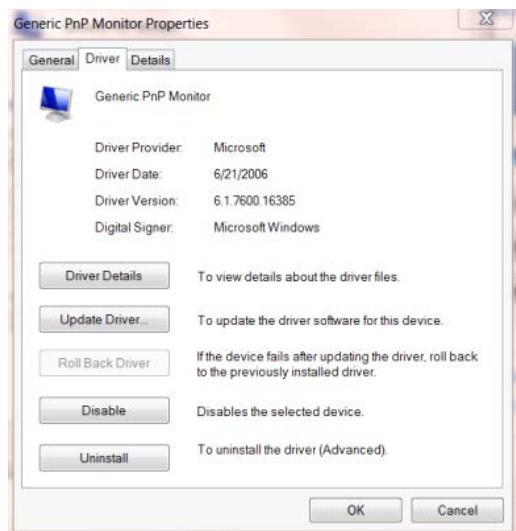 Generic PnP Monitor Properties
General Driver Details
Generic PnP Monitor
Driver Provider: Microsoft
Driver Date: 6/21/2006
Driver Version: 6.1.7600.16385
Digital Signer: Microsoft Windows
Driver Details To view details about the driver files.
Update Driver... To update the driver software for this device.
Roll Back Driver If the device fails after updating the driver, roll back
to the previously installed driver.
Disable Disables the selected device.
Uninstall To uninstall the driver (Advanced).
OK Cancel